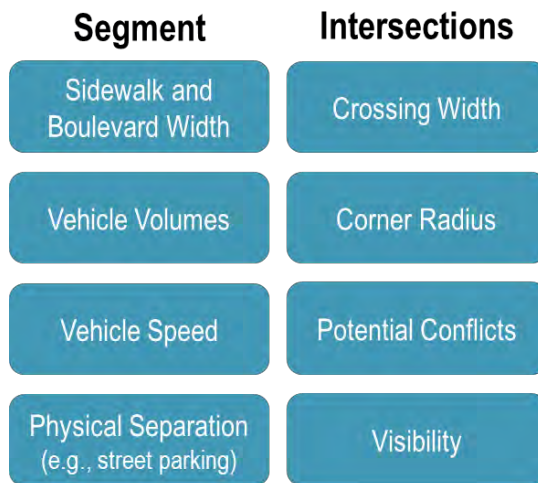 Segment
Sidewalk and
Boulevard Width
Vehicle Volumes
Vehicle Speed
Physical Separation
(e.g., street parking)
Intersections
Crossing Width
Corner Radius
Potential Conflicts
Visibility